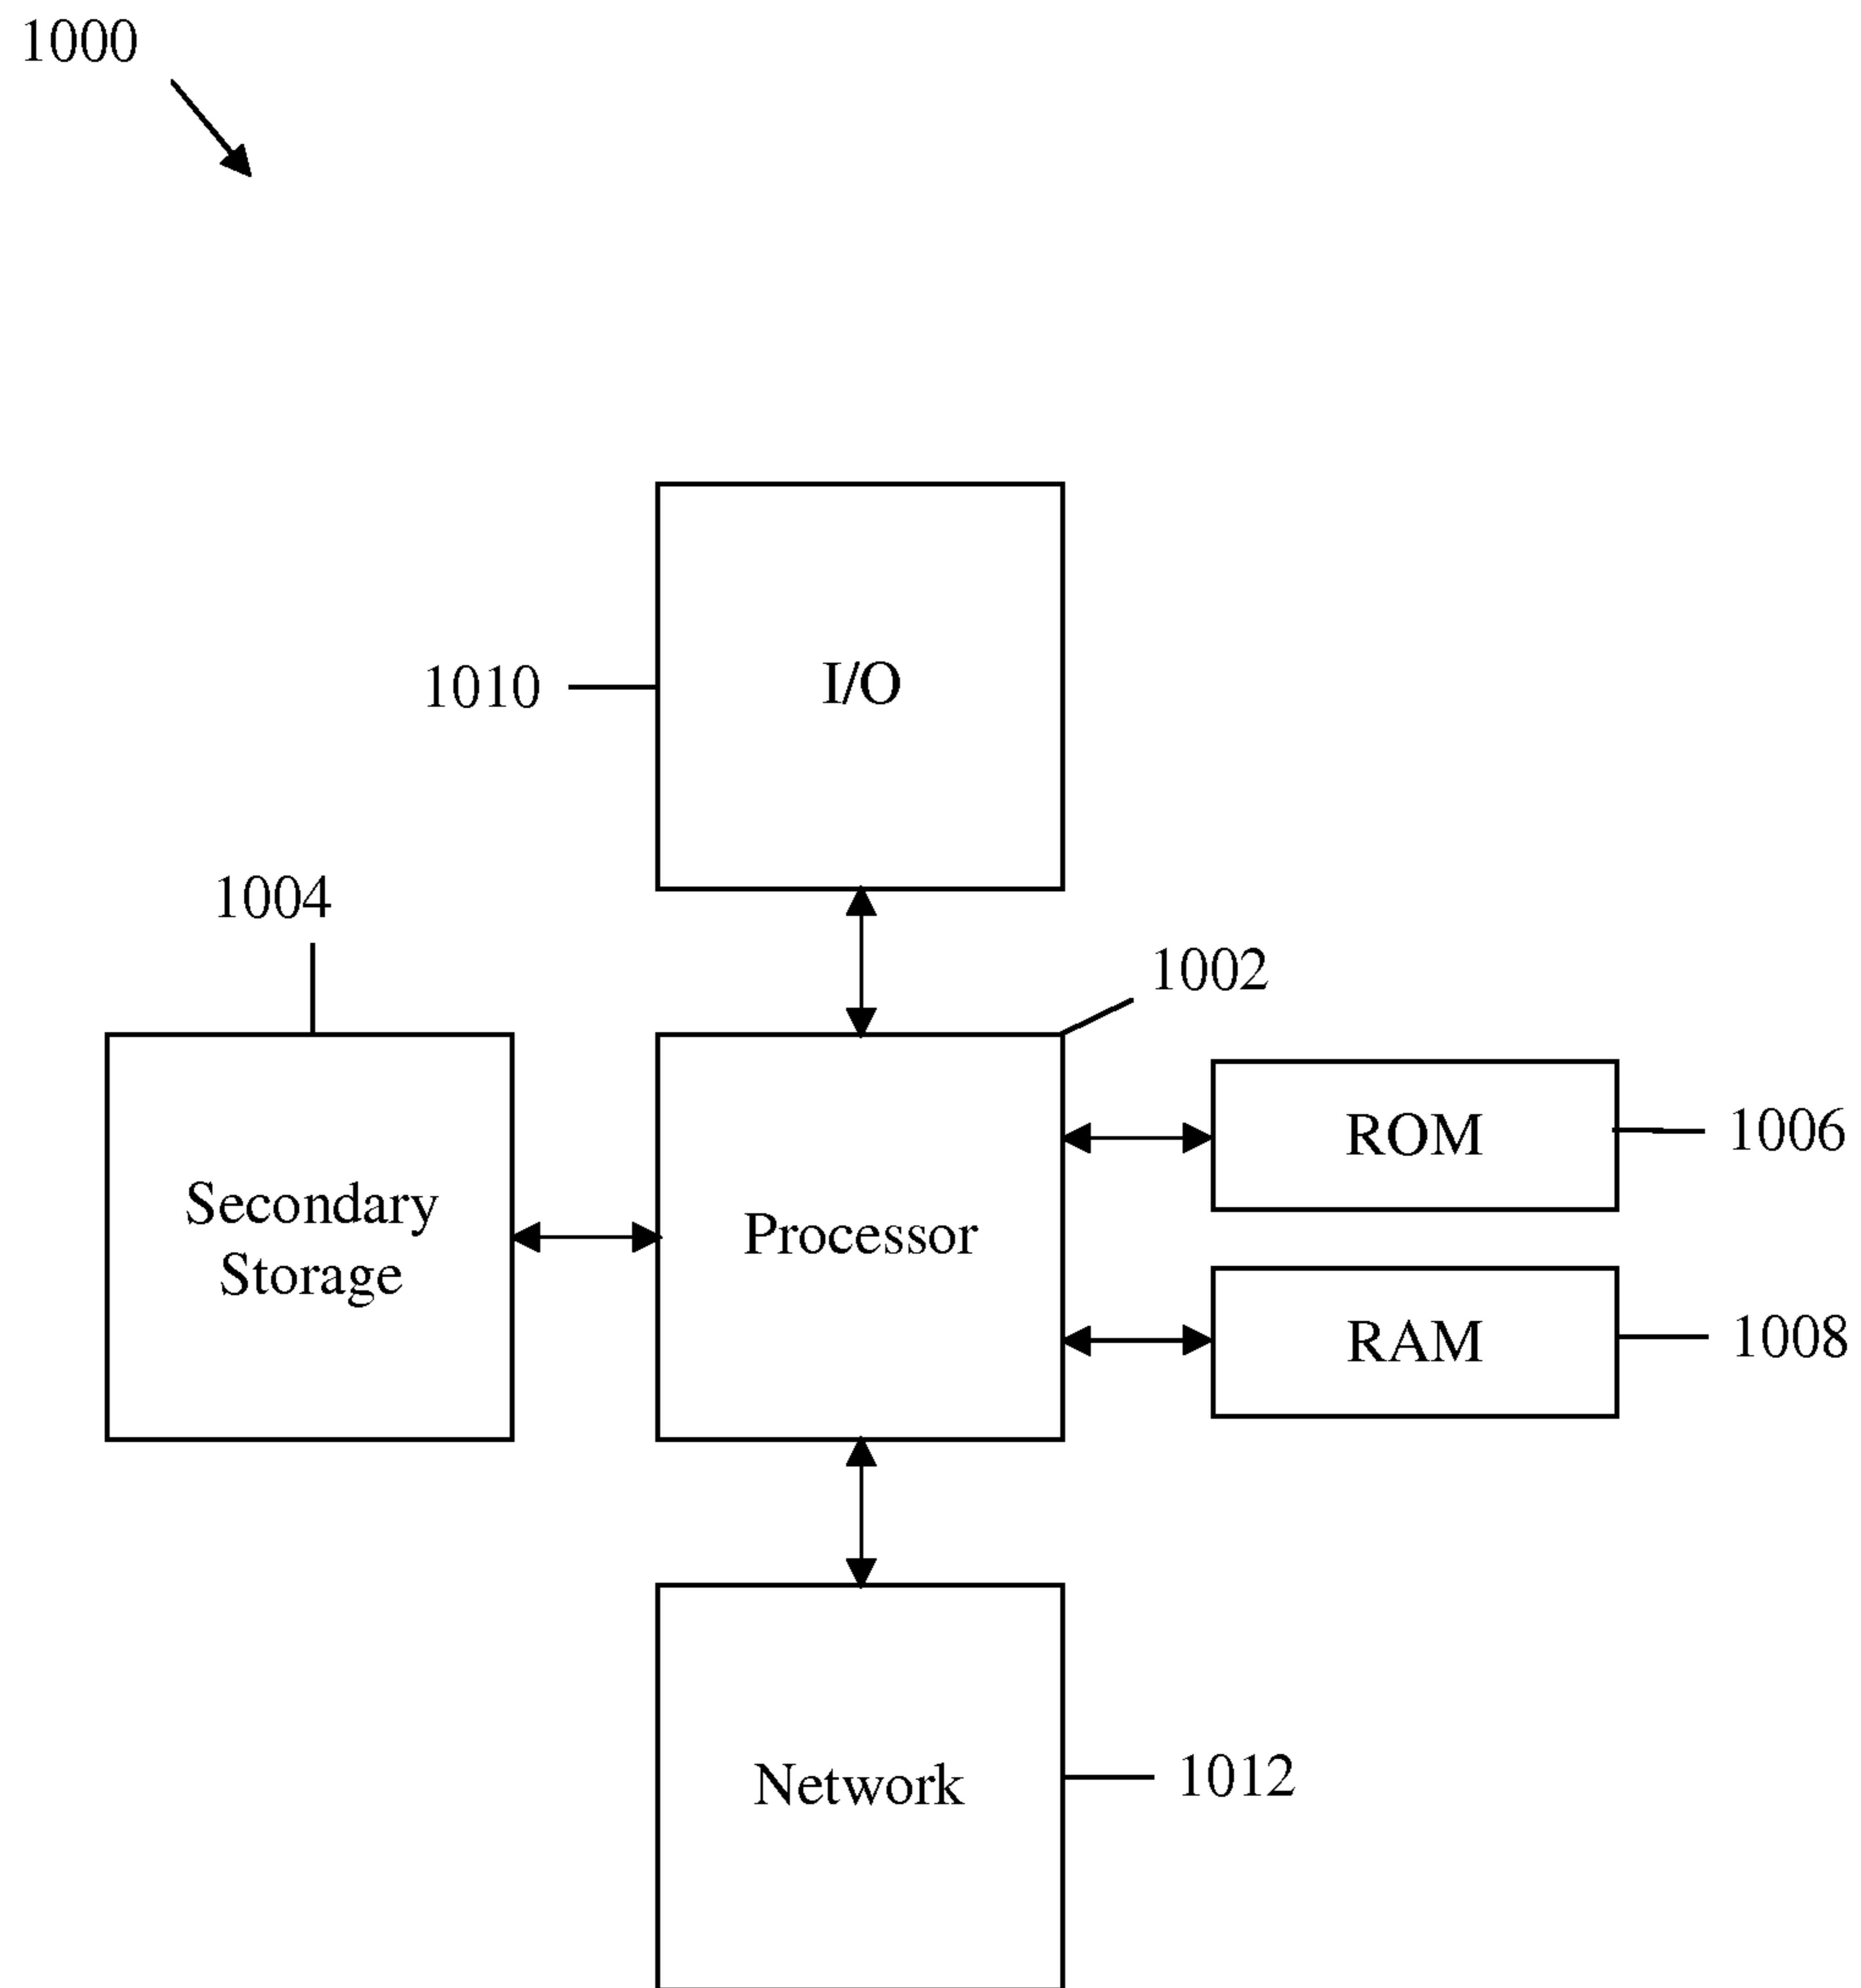 1000
I/O
1010
1004
1002
ROM
1006
Secondary
Storage
Processor
RAM
1008
Network
1012